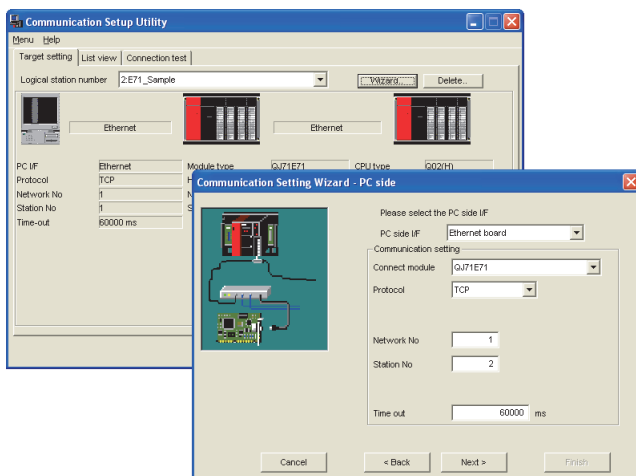 Communication Setup Utility
Menu Help
Target setting List view Connection test
Logical station number 2:E71_Sample Wizard... Delete...
Ethernet Ethernet
PC I/F Ethernet Module type QJ71E71 CPU type Q02(H)
Protocol TCP
Network No 1
Station No 1
Time-out 60000 ms
Communication Setting Wizard - PC side
Please select the PC side I/F
PC side I/F Ethernet board
Communication setting
Connect module QJ71E71
Protocol TCP
Network No 1
Station No 2
Time out 60000 ms
Cancel < Back Next > Finish